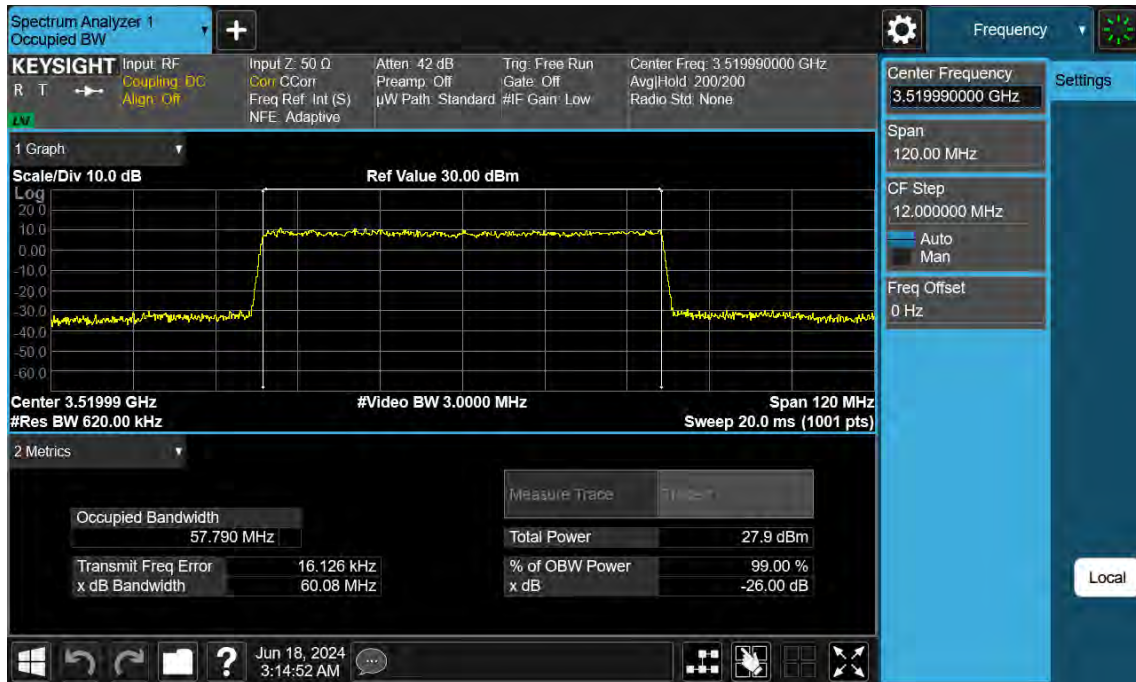 Spectrum Analyzer 1
Occupied BW
+
Frequency
KEYSIGHT
R T
LXI
Input: RF
Coupling: DC
Align: Off
Input Z: 50 Ω
Corr CCorr
Freq Ref: Int (S)
NFE: Adaptive
Atten: 42 dB
Preamp: Off
µW Path: Standard
Trig: Free Run
Gate: Off
#IF Gain: Low
Center Freq: 3.519990000 GHz
Avg|Hold: 200/200
Radio Std: None
Center Frequency
3.519990000 GHz
Settings
Span
120.00 MHz
CF Step
12.000000 MHz
Auto
Man
Freq Offset
0 Hz
Local
1 Graph
Scale/Div 10.0 dB
Ref Value 30.00 dBm
Log
20.0
10.0
0.00
-10.0
-20.0
-30.0
-40.0
-50.0
-60.0
Center 3.51999 GHz
#Video BW 3.0000 MHz
Span 120 MHz
#Res BW 620.00 kHz
Sweep 20.0 ms (1001 pts)
2 Metrics
Measure Trace
Occupied Bandwidth
57.790 MHz
Total Power 27.9 dBm
Transmit Freq Error 16.126 kHz
% of OBW Power 99.00 %
x dB Bandwidth 60.08 MHz
x dB -26.00 dB
?
Jun 18, 2024
3:14:52 AM